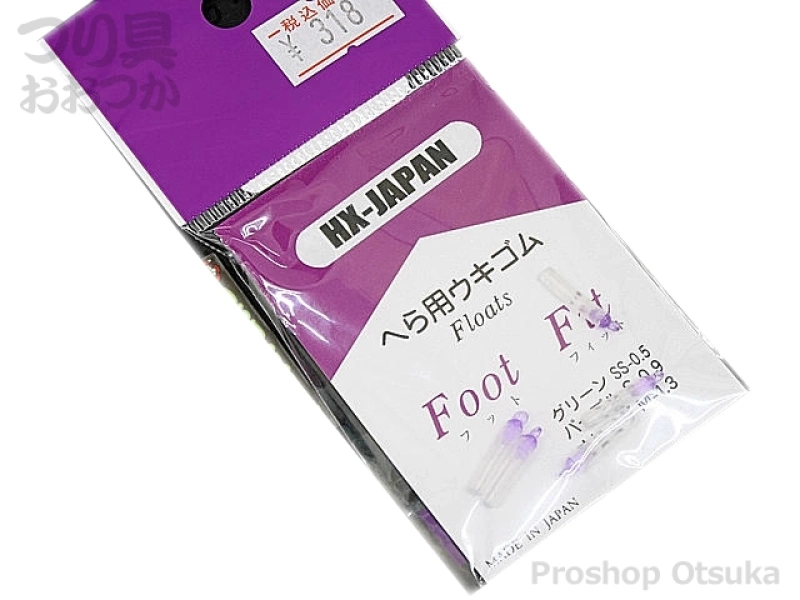 つり具
おおつか
税込価
¥318
HX-JAPAN
へら用ウキゴム
Floats
Foot
フット
Fit
フィット
グリーン SS-0.5
MADE IN JAPAN
Proshop Otsuka